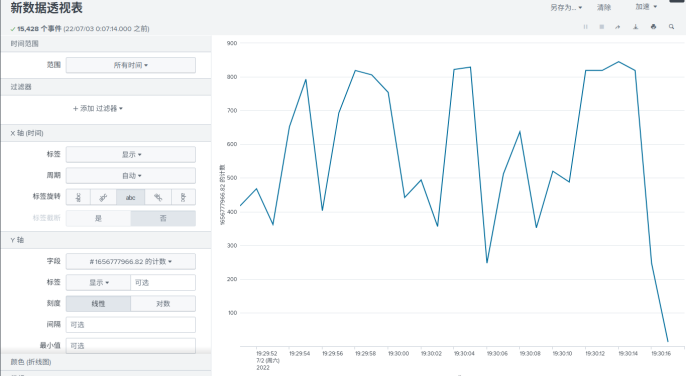 新数据透视表
另存为... 清除 加速
15,428 个事件 (22/07/03 0:07:14.000 之前)
时间范围
范围 所有时间
过滤器
+ 添加 过滤器
X 轴 (时间)
标签 显示
周期 自动
标签旋转 abc abc abc abc abc
标签截断 是 否
Y 轴
字段 #1656777966.82 的计数
标签 显示 可选
刻度 线性 对数
间隔 可选
最小值 可选
颜色 (折线图)
1656777966.82 的计数
900
800
700
600
500
400
300
200
100
19:29:52 19:29:54 19:29:56 19:29:58 19:30:00 19:30:02 19:30:04 19:30:06 19:30:08 19:30:10 19:30:12 19:30:14 19:30:16
7/2 (周六)
2022